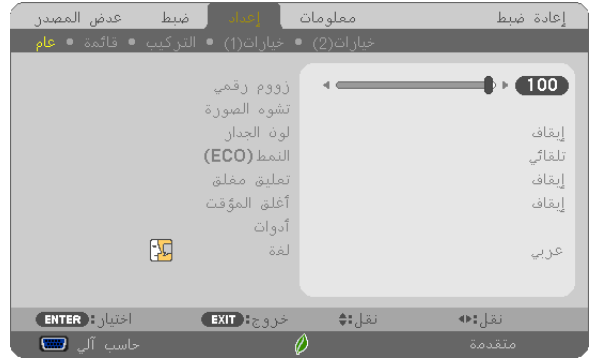 عدض المصدر ضبط إعداد معلومات إعادة ضبط
عام • قائمة • التركيب • خيارات(1) • خيارات(2)
زووم رقمي 100
تشوه الصورة
لون الجدار إيقاف
النمط (ECO) تلقائي
تعليق مغلق إيقاف
أغلق المؤقت إيقاف
أدوات
لغة عربي
ENTER :اختيار EXIT :خروج نقل: نقل:
حاسب آلي متقدمة